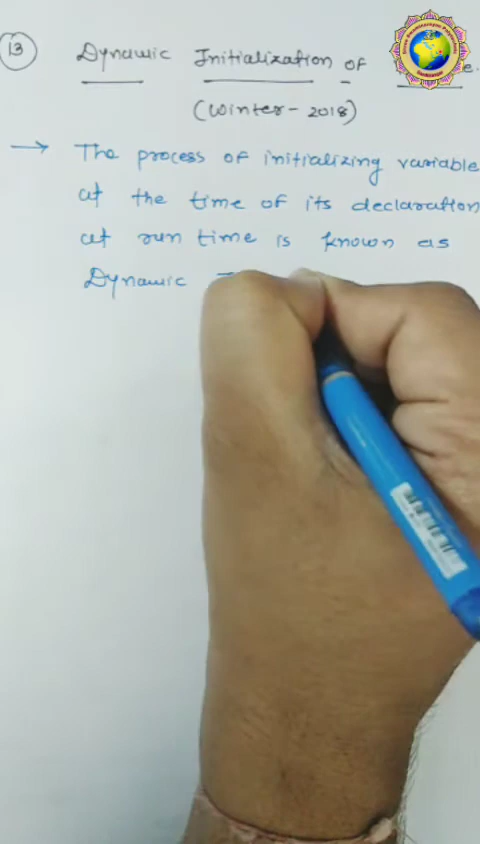 13 Dynamic Initialization of
(Winter - 2018)
→ The process of initializing variable
at the time of its declaration
at run time is known as
Dynamic